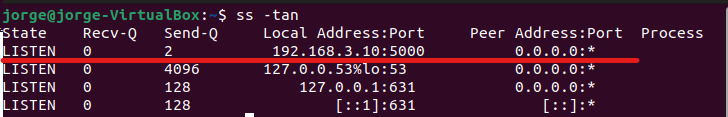 jorge@jorge-VirtualBox:~$ ss -tan
State Recv-Q Send-Q Local Address:Port Peer Address:Port Process
LISTEN 0 2 192.168.3.10:5000 0.0.0.0:*
LISTEN 0 4096 127.0.0.53%lo:53 0.0.0.0:*
LISTEN 0 128 127.0.0.1:631 0.0.0.0:*
LISTEN 0 128 [::1]:631 [::]:*